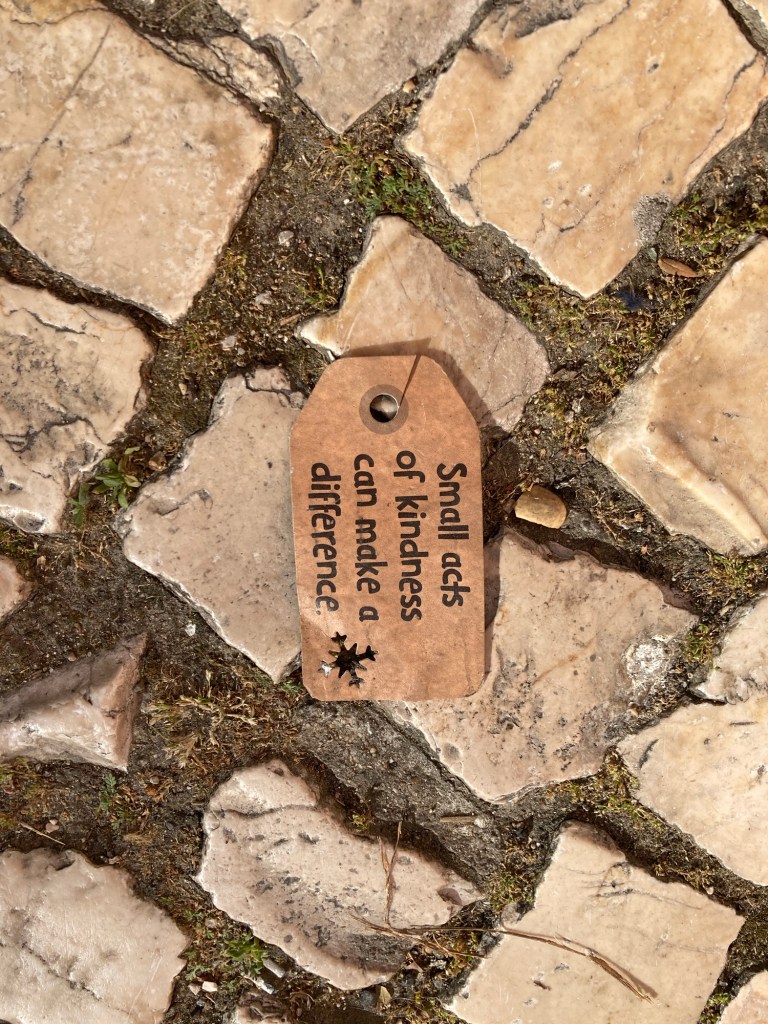 Small acts
of kindness
can make a
difference.